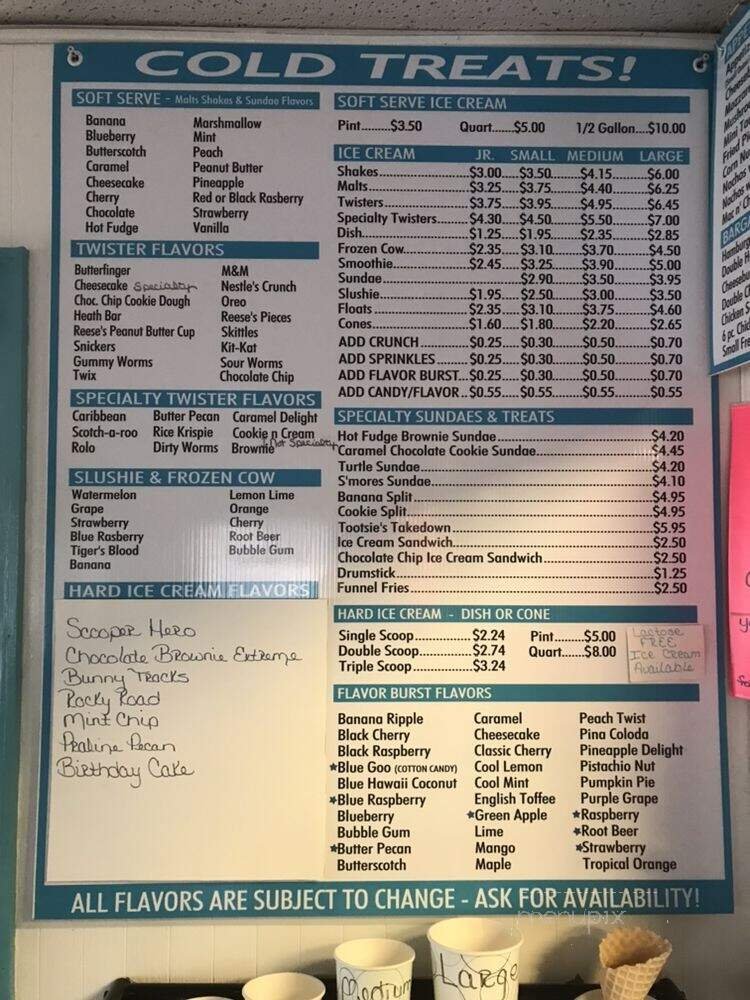 COLD TREATS!
SOFT SERVE - Malts Shakes & Sundae Flavors
Banana
Blueberry
Butterscotch
Caramel
Cheesecake
Cherry
Chocolate
Hot Fudge
Marshmallow
Mint
Peach
Peanut Butter
Pineapple
Red or Black Rasberry
Strawberry
Vanilla
TWISTER FLAVORS
Butterfinger
Cheesecake Specialty
Choc. Chip Cookie Dough
Heath Bar
Reese's Peanut Butter Cup
Snickers
Gummy Worms
Twix
M&M
Nestle's Crunch
Oreo
Reese's Pieces
Skittles
Kit-Kat
Sour Worms
Chocolate Chip
SPECIALTY TWISTER FLAVORS
Caribbean
Scotch-a-roo
Rolo
Butter Pecan
Rice Krispie
Dirty Worms
Caramel Delight
Cookie n Cream
Not Specialty
Brownie
SLUSHIE & FROZEN COW
Watermelon
Grape
Strawberry
Blue Rasberry
Tiger's Blood
Banana
Lemon Lime
Orange
Cherry
Root Beer
Bubble Gum
HARD ICE CREAM FLAVORS
Scooper Hero
Chocolate Brownie Extreme
Bunny Tracks
Rocky Road
Mint Chip
Praline Pecan
Birthday Cake
SOFT SERVE ICE CREAM
Pint.........$3.50 Quart.......$5.00 1/2 Gallon....$10.00
ICE CREAM JR. SMALL MEDIUM LARGE
Shakes.....................$3.00....$3.50.......$4.15........$6.00
Malts........................$3.25....$3.75.......$4.40........$6.25
Twisters....................$3.75....$3.95.......$4.95........$6.45
Specialty Twisters......$4.30....$4.50.......$5.50........$7.00
Dish..........................$1.25....$1.95.......$2.35........$2.85
Frozen Cow...............$2.35....$3.10.......$3.70........$4.50
Smoothie...................$2.45....$3.25.......$3.90........$5.00
Sundae.................................$2.90.......$3.50........$3.95
Slushie......................$1.95....$2.50.......$3.00........$3.50
Floats........................$2.35....$3.10.......$3.75........$4.60
Cones.......................$1.60....$1.80.......$2.20........$2.65
ADD CRUNCH..........$0.25....$0.30.......$0.50........$0.70
ADD SPRINKLES.......$0.25....$0.30.......$0.50........$0.70
ADD FLAVOR BURST...$0.25....$0.30.......$0.50........$0.70
ADD CANDY/FLAVOR..$0.55....$0.55.......$0.55........$0.55
SPECIALTY SUNDAES & TREATS
Hot Fudge Brownie Sundae...............................$4.20
Caramel Chocolate Cookie Sundae.......................$4.45
Turtle Sundae.................................................$4.20
S'mores Sundae..............................................$4.10
Banana Split...................................................$4.95
Cookie Split....................................................$4.95
Tootsie's Takedown..........................................$5.95
Ice Cream Sandwich........................................$2.50
Chocolate Chip Ice Cream Sandwich.....................$2.50
Drumstick......................................................$1.25
Funnel Fries...................................................$2.50
HARD ICE CREAM - DISH OR CONE
Single Scoop...............$2.24
Double Scoop.............$2.74
Triple Scoop...............$3.24
Pint........$5.00
Quart......$8.00
Lactose
FREE
Ice Cream
Available
FLAVOR BURST FLAVORS
Banana Ripple
Black Cherry
Black Raspberry
★Blue Goo (COTTON CANDY)
Blue Hawaii Coconut
★Blue Raspberry
Blueberry
Bubble Gum
★Butter Pecan
Butterscotch
Caramel
Cheesecake
Classic Cherry
Cool Lemon
Cool Mint
English Toffee
★Green Apple
Lime
Mango
Maple
Peach Twist
Pina Coloda
Pineapple Delight
Pistachio Nut
Pumpkin Pie
Purple Grape
★Raspberry
★Root Beer
★Strawberry
Tropical Orange
ALL FLAVORS ARE SUBJECT TO CHANGE - ASK FOR AVAILABILITY!
menupix
Medium
Large